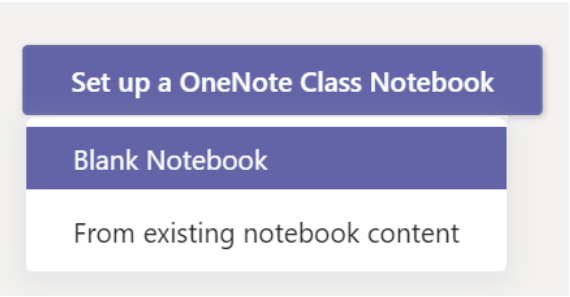 Set up a OneNote Class Notebook
Blank Notebook
From existing notebook content